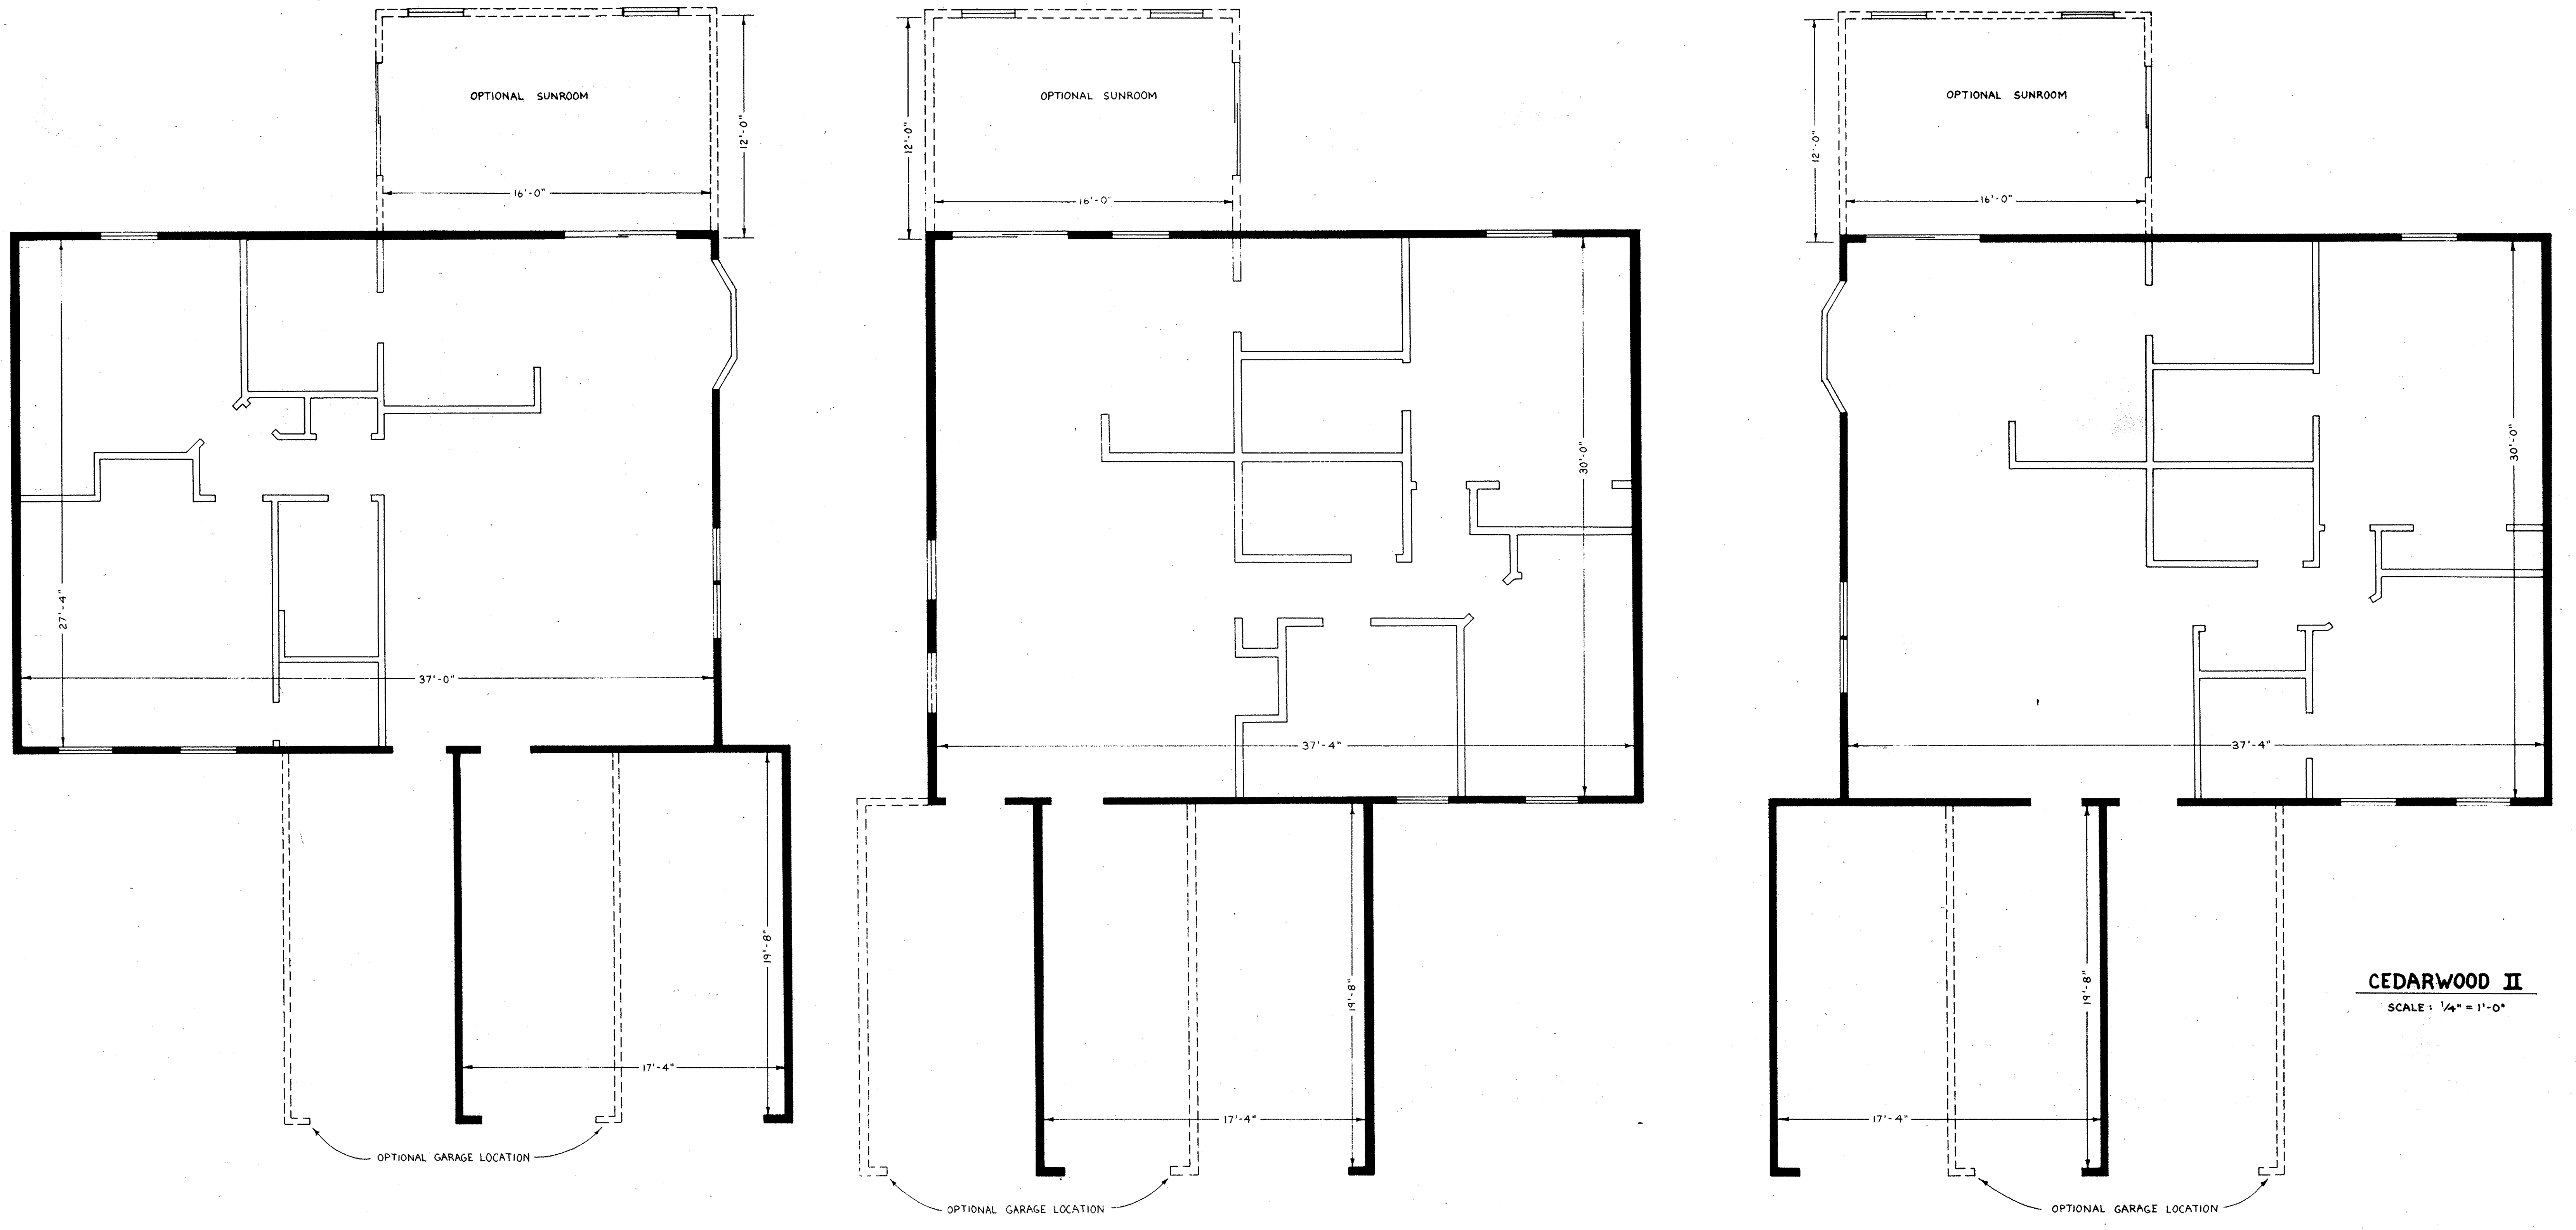 OPTIONAL SUNROOM
12'-0"
16'-0"
27'-4"
37'-0"
19'-8"
17'-4"
OPTIONAL GARAGE LOCATION
OPTIONAL SUNROOM
12'-0"
16'-0"
30'-0"
37'-4"
19'-8"
17'-4"
OPTIONAL GARAGE LOCATION
OPTIONAL SUNROOM
12'-0"
16'-0"
30'-0"
37'-4"
19'-8"
17'-4"
OPTIONAL GARAGE LOCATION
CEDARWOOD II
SCALE: 1/4" = 1'-0"